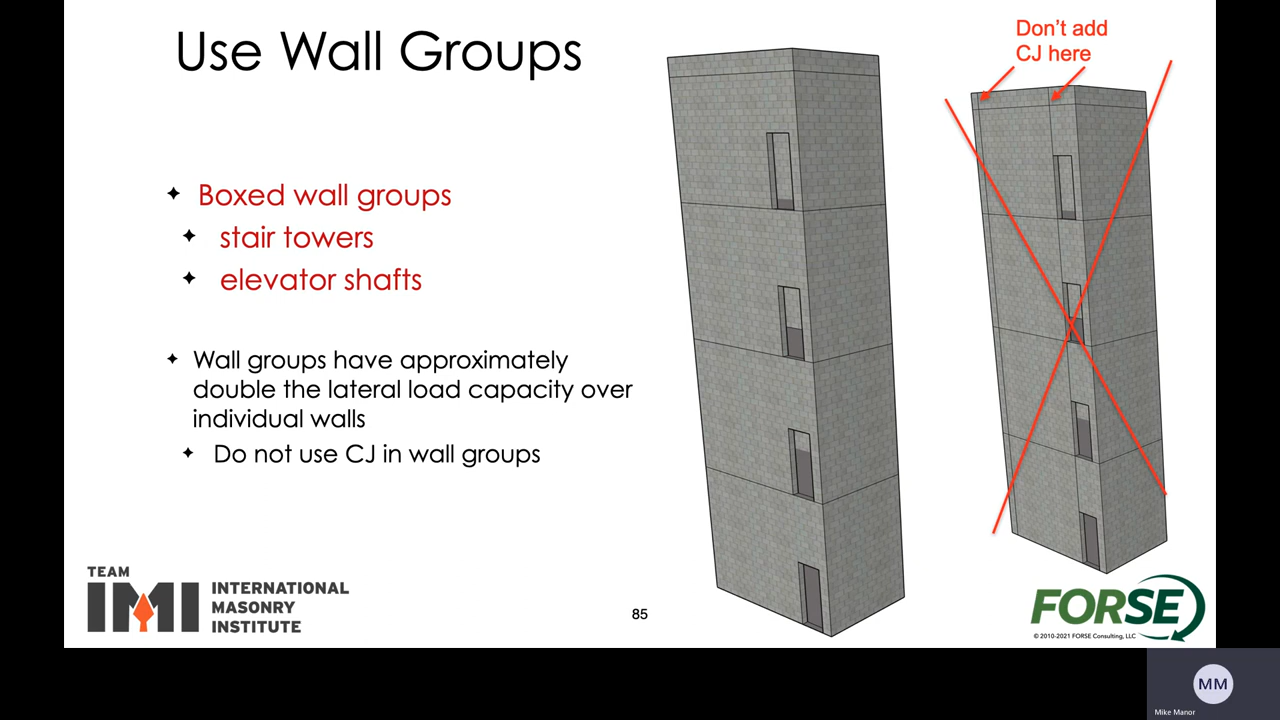 Use Wall Groups
Don't add
CJ here
Boxed wall groups
stair towers
elevator shafts
Wall groups have approximately
double the lateral load capacity over
individual walls
Do not use CJ in wall groups
TEAM
IMI
INTERNATIONAL
MASONRY
INSTITUTE
85
FORSE
© 2010-2021 FORSE Consulting, LLC
MM
Mike Manor